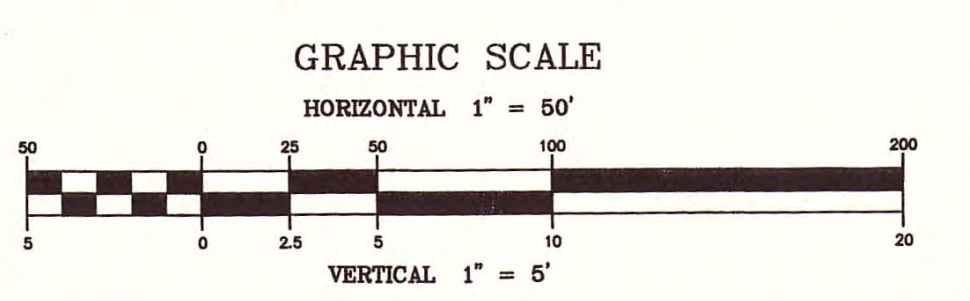 GRAPHIC SCALE
HORIZONTAL 1" = 50'
50 0 25 50 100 200
5 0 2.5 5 10 20
VERTICAL 1" = 5'